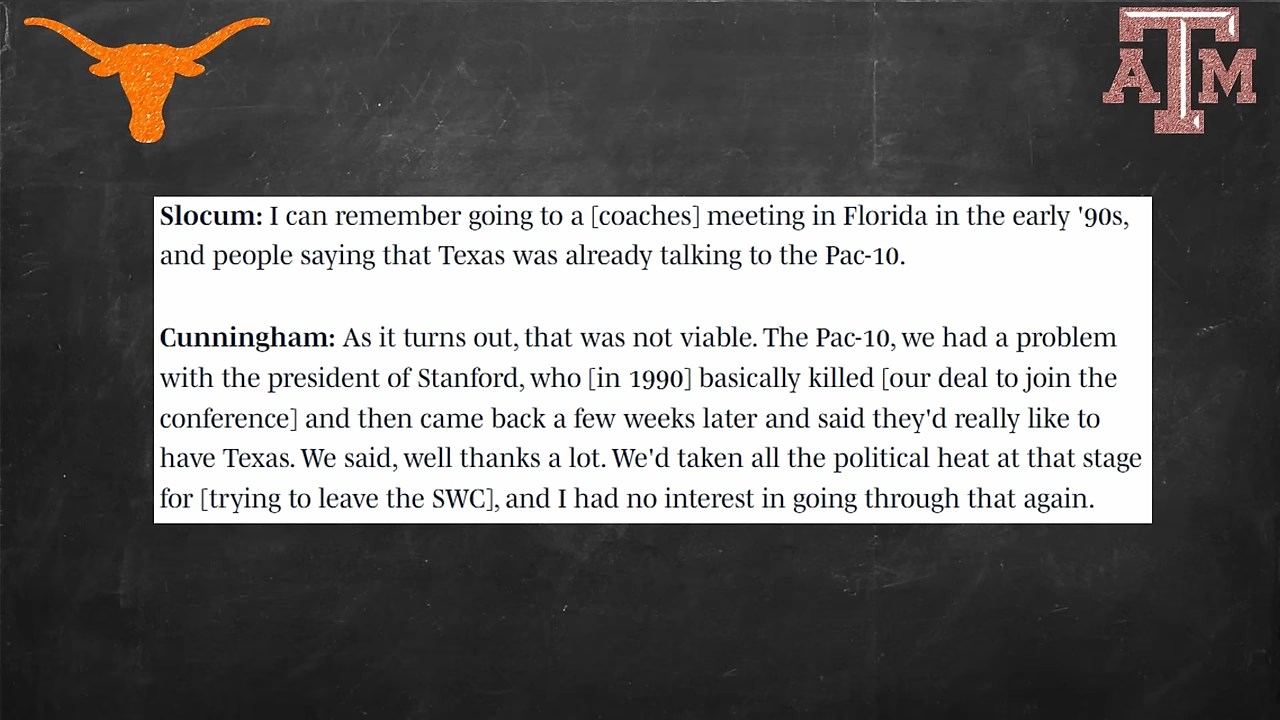 ATM
Slocum: I can remember going to a [coaches] meeting in Florida in the early '90s,
and people saying that Texas was already talking to the Pac-10.
Cunningham: As it turns out, that was not viable. The Pac-10, we had a problem
with the president of Stanford, who [in 1990] basically killed [our deal to join the
conference] and then came back a few weeks later and said they'd really like to
have Texas. We said, well thanks a lot. We'd taken all the political heat at that stage
for [trying to leave the SWC], and I had no interest in going through that again.